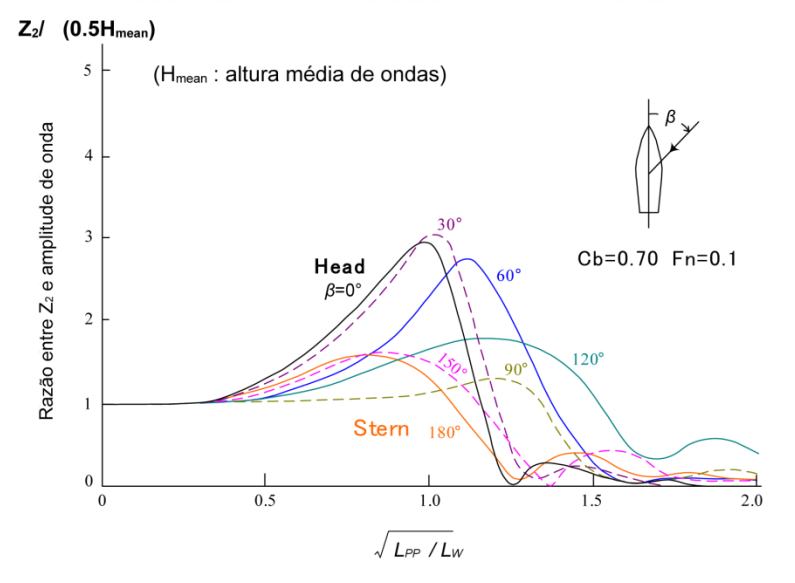 Z₂/ (0.5Hmean)
(Hmean : altura média de ondas)
Razão entre Z₂ e amplitude de onda
5
4
3
2
1
0
β
Cb=0.70 Fn=0.1
30°
Head
β=0°
60°
120°
150°
90°
Stern 180°
0 0.5 1.0 1.5 2.0
√LPP / LW